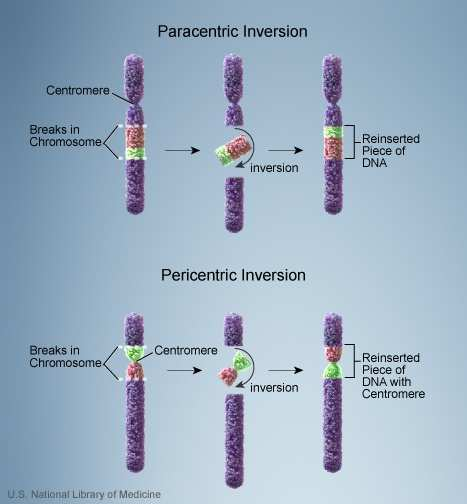 Paracentric Inversion
Centromere
Breaks in
Chromosome
inversion
Reinserted
Piece of
DNA
Pericentric Inversion
Breaks in
Chromosome
Centromere
inversion
Reinserted
Piece of
DNA with
Centromere
U.S. National Library of Medicine